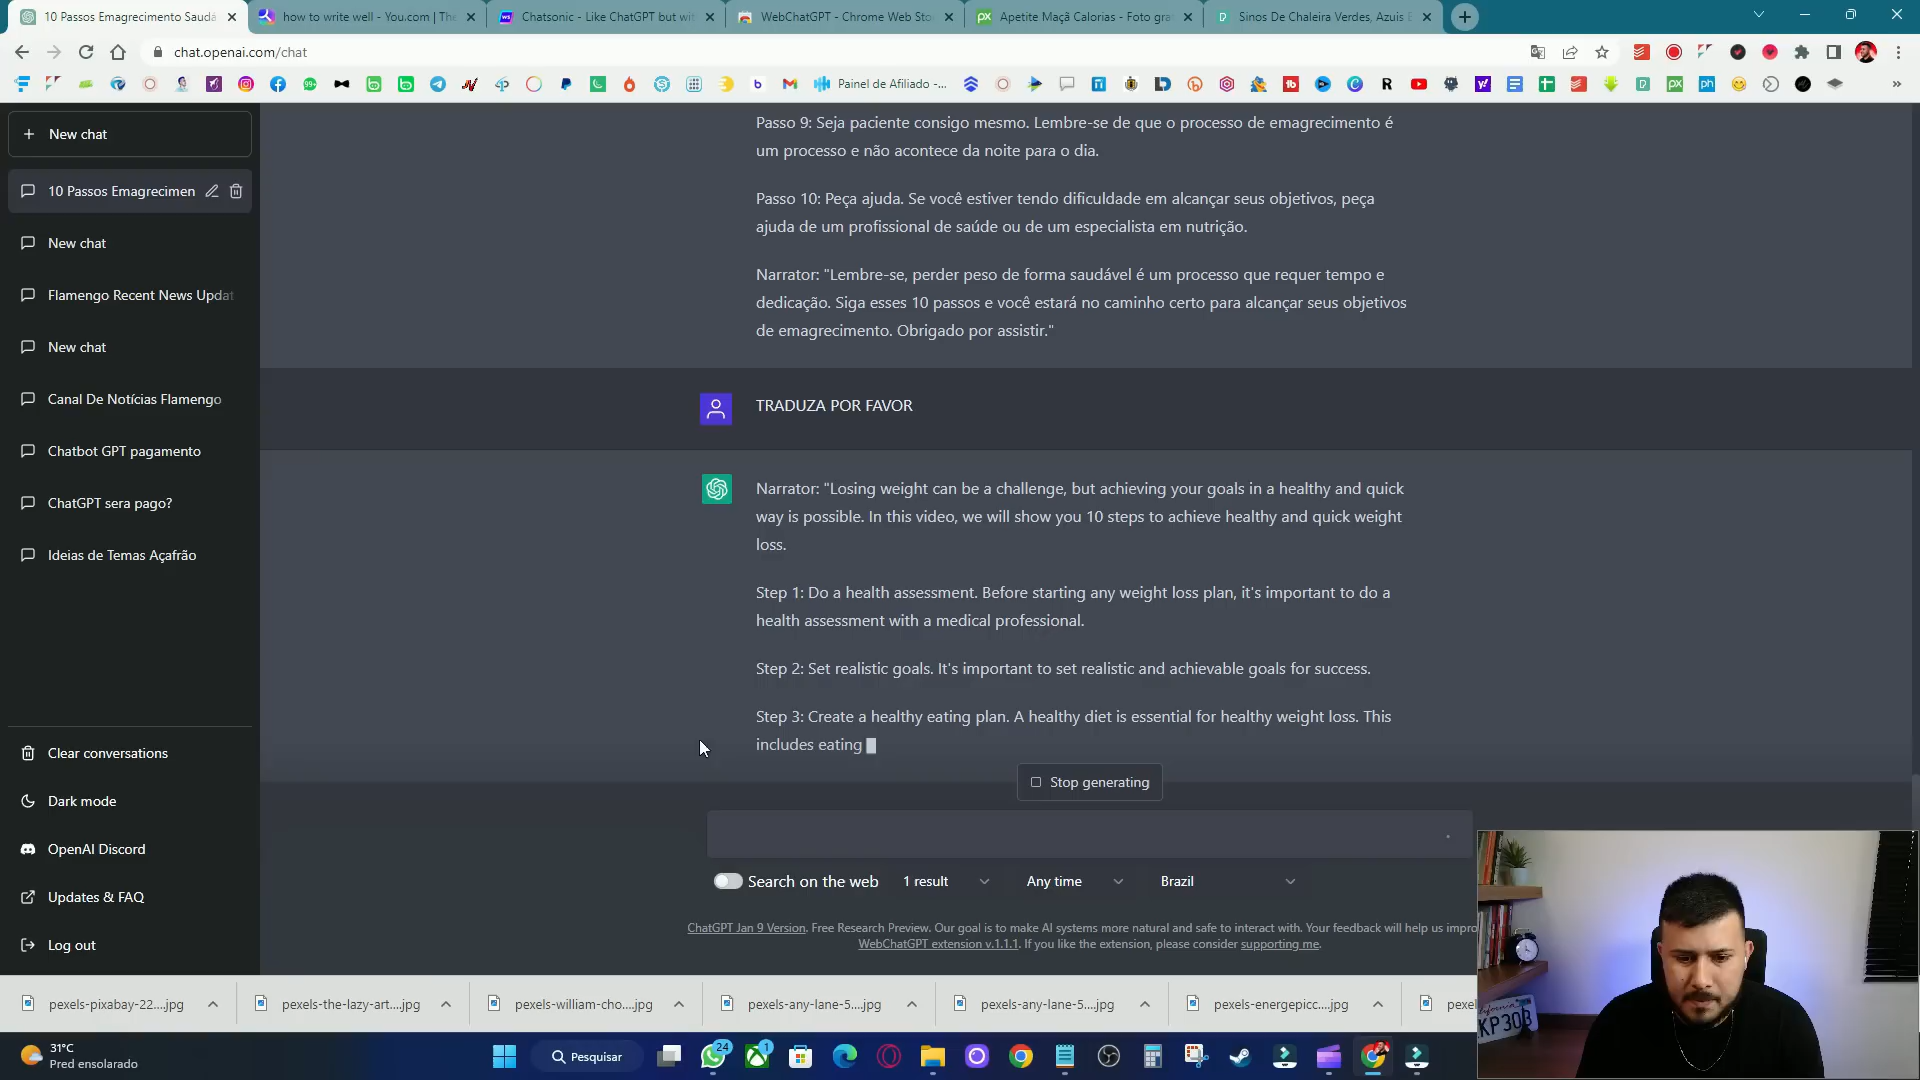 10 Passos Emagrecimento Saudá
how to write well - You.com | The
Chatsonic - Like ChatGPT but wit
WebChatGPT - Chrome Web Sto
Apetite Maçã Calorias - Foto gra
Sinos De Chaleira Verdes, Azuis E
chat.openai.com/chat
Painel de Afiliado -...
New chat
10 Passos Emagrecimen
New chat
Flamengo Recent News Updat
New chat
Canal De Notícias Flamengo
Chatbot GPT pagamento
ChatGPT sera pago?
Ideias de Temas Açafrão
Clear conversations
Dark mode
OpenAI Discord
Updates & FAQ
Log out
Passo 9: Seja paciente consigo mesmo. Lembre-se de que o processo de emagrecimento é
um processo e não acontece da noite para o dia.
Passo 10: Peça ajuda. Se você estiver tendo dificuldade em alcançar seus objetivos, peça
ajuda de um profissional de saúde ou de um especialista em nutrição.
Narrator: "Lembre-se, perder peso de forma saudável é um processo que requer tempo e
dedicação. Siga esses 10 passos e você estará no caminho certo para alcançar seus objetivos
de emagrecimento. Obrigado por assistir."
TRADUZA POR FAVOR
Narrator: "Losing weight can be a challenge, but achieving your goals in a healthy and quick
way is possible. In this video, we will show you 10 steps to achieve healthy and quick weight
loss.
Step 1: Do a health assessment. Before starting any weight loss plan, it's important to do a
health assessment with a medical professional.
Step 2: Set realistic goals. It's important to set realistic and achievable goals for success.
Step 3: Create a healthy eating plan. A healthy diet is essential for healthy weight loss. This
includes eating
Stop generating
Search on the web 1 result Any time Brazil
ChatGPT Jan 9 Version. Free Research Preview. Our goal is to make AI systems more natural and safe to interact with. Your feedback will help us impro
WebChatGPT extension v.1.1.1. If you like the extension, please consider supporting me.
KP303
pexels-pixabay-22....jpg
pexels-the-lazy-art....jpg
pexels-william-cho....jpg
pexels-any-lane-5....jpg
pexels-any-lane-5....jpg
pexels-energepicc....jpg
pexel
31°C
Pred ensolarado
Pesquisar
24
1